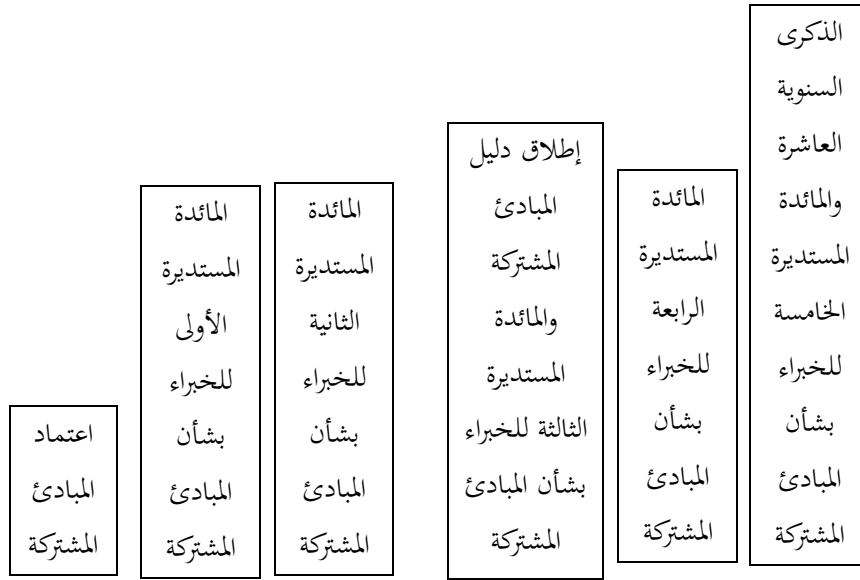 اعتماد
المبادئ
المشتركة
المائدة
المستديرة
الأولى
للخبراء
بشأن
المبادئ
المشتركة
المائدة
المستديرة
الثانية
للخبراء
بشأن
المبادئ
المشتركة
إطلاق دليل
المبادئ
المشتركة
والمائدة
المستديرة
الثالثة للخبراء
بشأن المبادئ
المشتركة
المائدة
المستديرة
الرابعة
للخبراء
بشأن
المبادئ
المشتركة
الذكرى
السنوية
العاشرة
والمائدة
المستديرة
الخامسة
للخبراء
بشأن
المبادئ
المشتركة